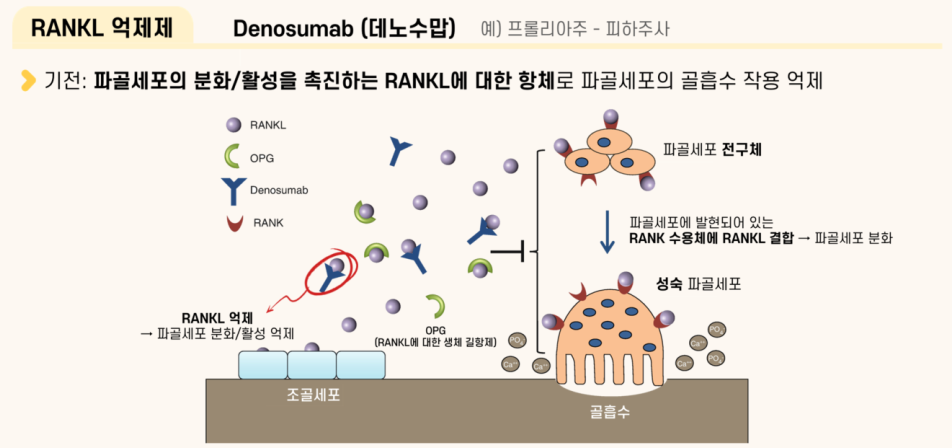 RANKL 억제제
Denosumab (데노수맙) 예) 프롤리아주 - 피하주사
기전: 파골세포의 분화/활성을 촉진하는 RANKL에 대한 항체로 파골세포의 골흡수 작용 억제
RANKL
OPG
Denosumab
RANK
파골세포 전구체
파골세포에 발현되어 있는
RANK 수용체에 RANKL 결합 → 파골세포 분화
성숙 파골세포
RANKL 억제
→ 파골세포 분화/활성 억제
OPG
(RANKL에 대한 생체 길항제)
PO₄
Ca⁺⁺
Ca⁺⁺
PO₄
Ca⁺⁺
PO₄
Ca⁺⁺
조골세포
골흡수